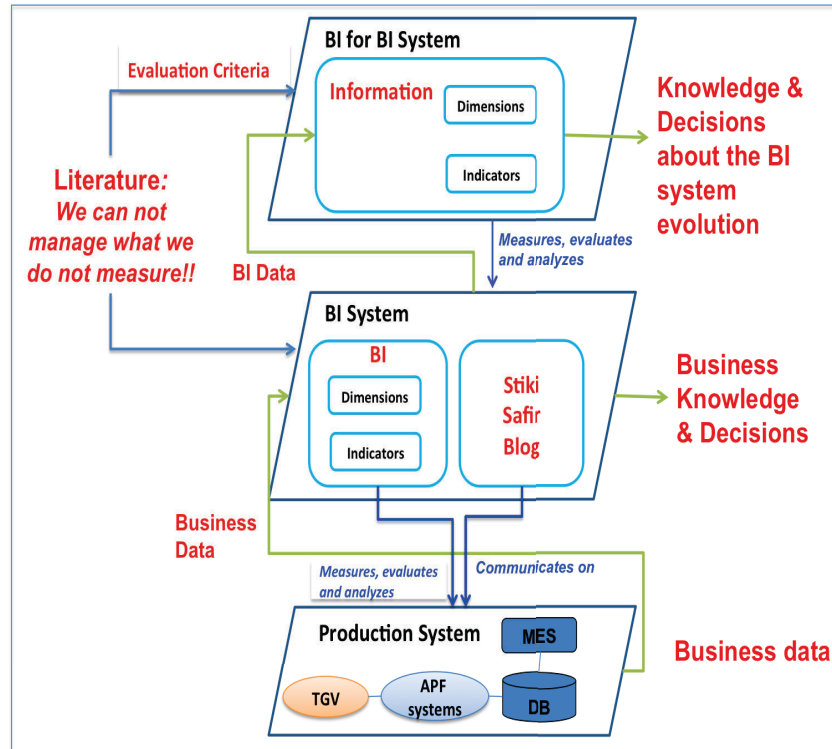 BI for BI System
Evaluation Criteria
Information
Dimensions
Indicators
Knowledge &
Decisions
about the BI
system
evolution
Literature:
We can not
manage what we
do not measure!!
Measures, evaluates
and analyzes
BI Data
BI System
BI
Dimensions
Indicators
Stiki
Safir
Blog
Business
Knowledge
& Decisions
Business
Data
Measures, evaluates
and analyzes
Communicates on
Production System
MES
TGV
APF
systems
DB
Business data